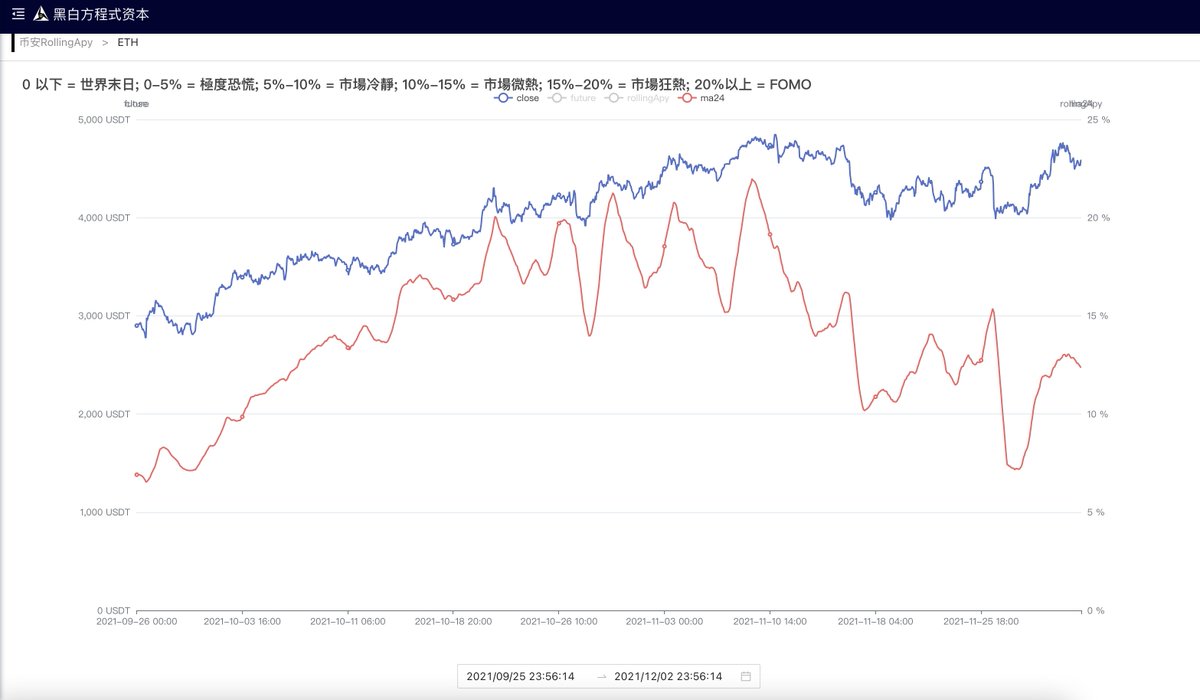 黑白方程式资本
币安RollingApy > ETH
0 以下 = 世界末日; 0-5% = 極度恐慌; 5%-10% = 市場冷靜; 10%-15% = 市場微熱; 15%-20% = 市場狂熱; 20%以上 = FOMO
close future rollingApy ma24
5,000 USDT 25 %
4,000 USDT 20 %
3,000 USDT 15 %
2,000 USDT 10 %
1,000 USDT 5 %
0 USDT 0 %
2021-09-26 00:00 2021-10-03 16:00 2021-10-11 06:00 2021-10-18 20:00 2021-10-26 10:00 2021-11-03 00:00 2021-11-10 14:00 2021-11-18 04:00 2021-11-25 18:00
2021/09/25 23:56:14 → 2021/12/02 23:56:14